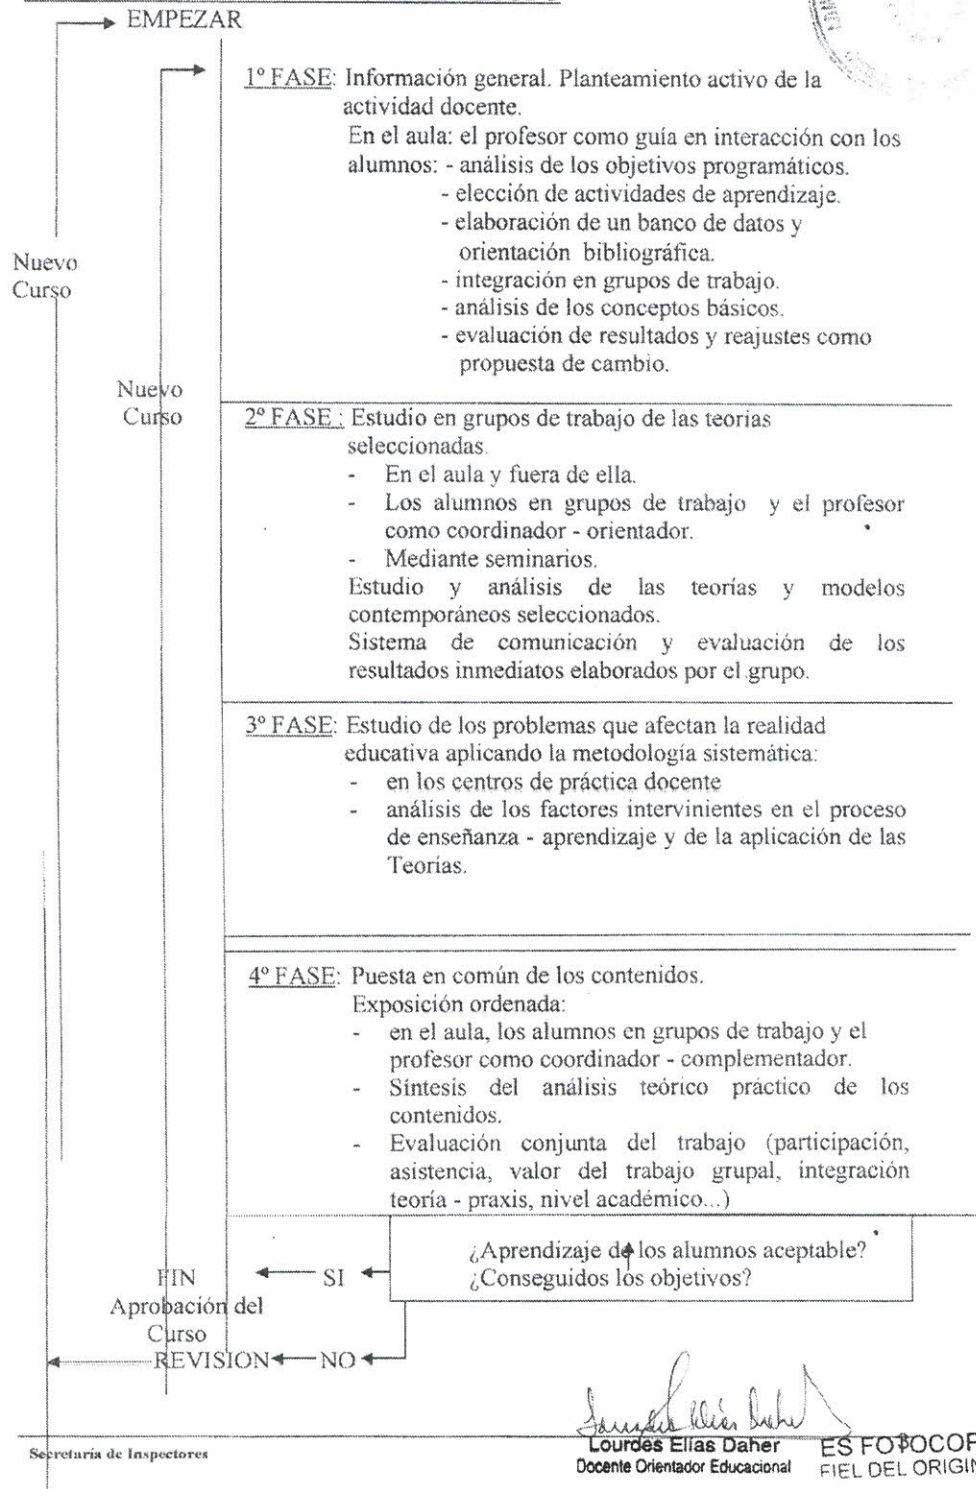 EMPEZAR
1º FASE: Información general. Planteamiento activo de la
actividad docente.
En el aula: el profesor como guía en interacción con los
alumnos: - análisis de los objetivos programáticos.
- elección de actividades de aprendizaje.
- elaboración de un banco de datos y
orientación bibliográfica.
- integración en grupos de trabajo.
- análisis de los conceptos básicos.
- evaluación de resultados y reajustes como
propuesta de cambio.
Nuevo
Curso
Nuevo
Curso
2º FASE : Estudio en grupos de trabajo de las teorías
seleccionadas.
- En el aula y fuera de ella.
- Los alumnos en grupos de trabajo y el profesor
como coordinador - orientador.
- Mediante seminarios.
Estudio y análisis de las teorías y modelos
contemporáneos seleccionados.
Sistema de comunicación y evaluación de los
resultados inmediatos elaborados por el grupo.
3º FASE: Estudio de los problemas que afectan la realidad
educativa aplicando la metodología sistemática:
- en los centros de práctica docente
- análisis de los factores intervinientes en el proceso
de enseñanza - aprendizaje y de la aplicación de las
Teorías.
4º FASE: Puesta en común de los contenidos.
Exposición ordenada:
- en el aula, los alumnos en grupos de trabajo y el
profesor como coordinador - complementador.
- Síntesis del análisis teórico práctico de los
contenidos.
- Evaluación conjunta del trabajo (participación,
asistencia, valor del trabajo grupal, integración
teoría - praxis, nivel académico...)
¿Aprendizaje de los alumnos aceptable?
¿Conseguidos los objetivos?
FIN SI
Aprobación del
Curso
REVISION NO
Secretaría de Inspectores
Lourdes Elías Daher
Docente Orientador Educacional
ES FOTOCOP
FIEL DEL ORIGIN